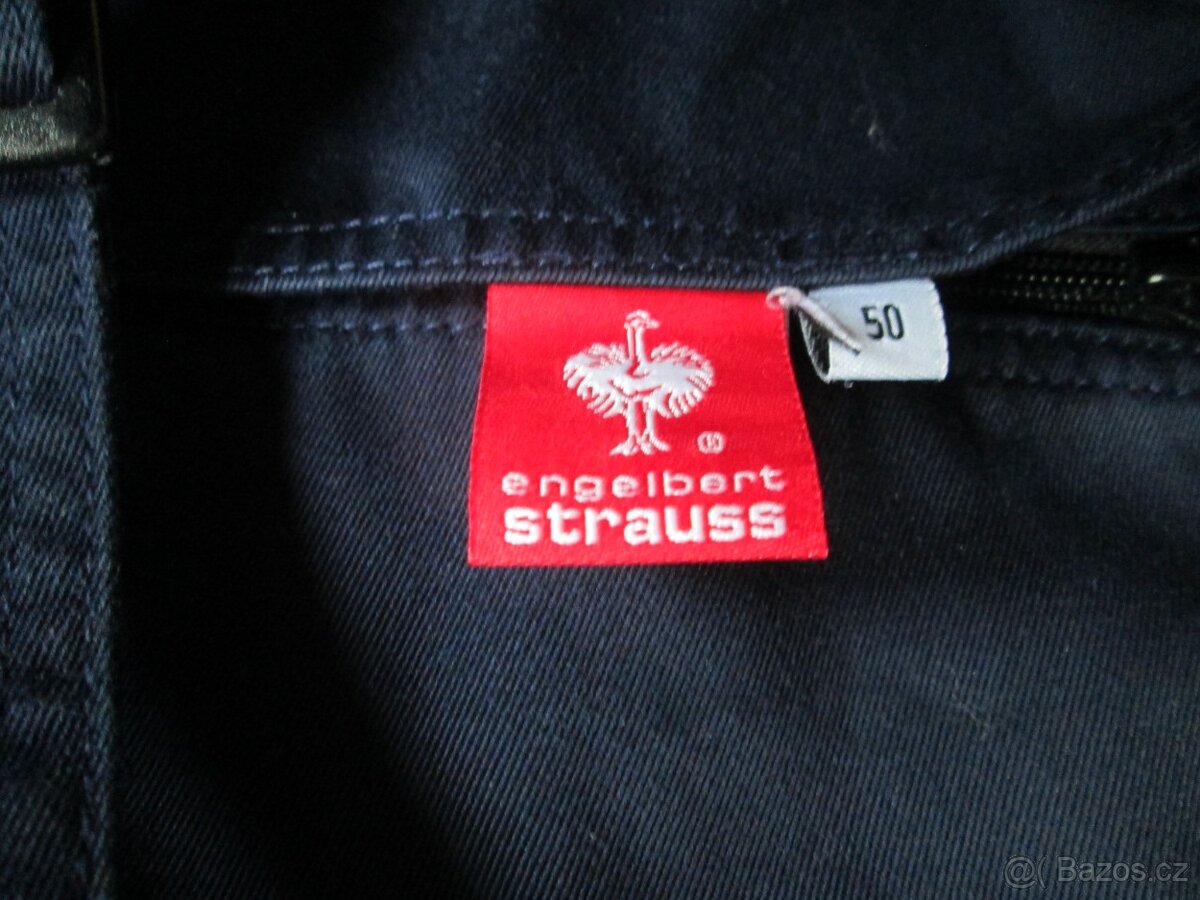 50
®
engelbert
strauss
@( Bazos.cz